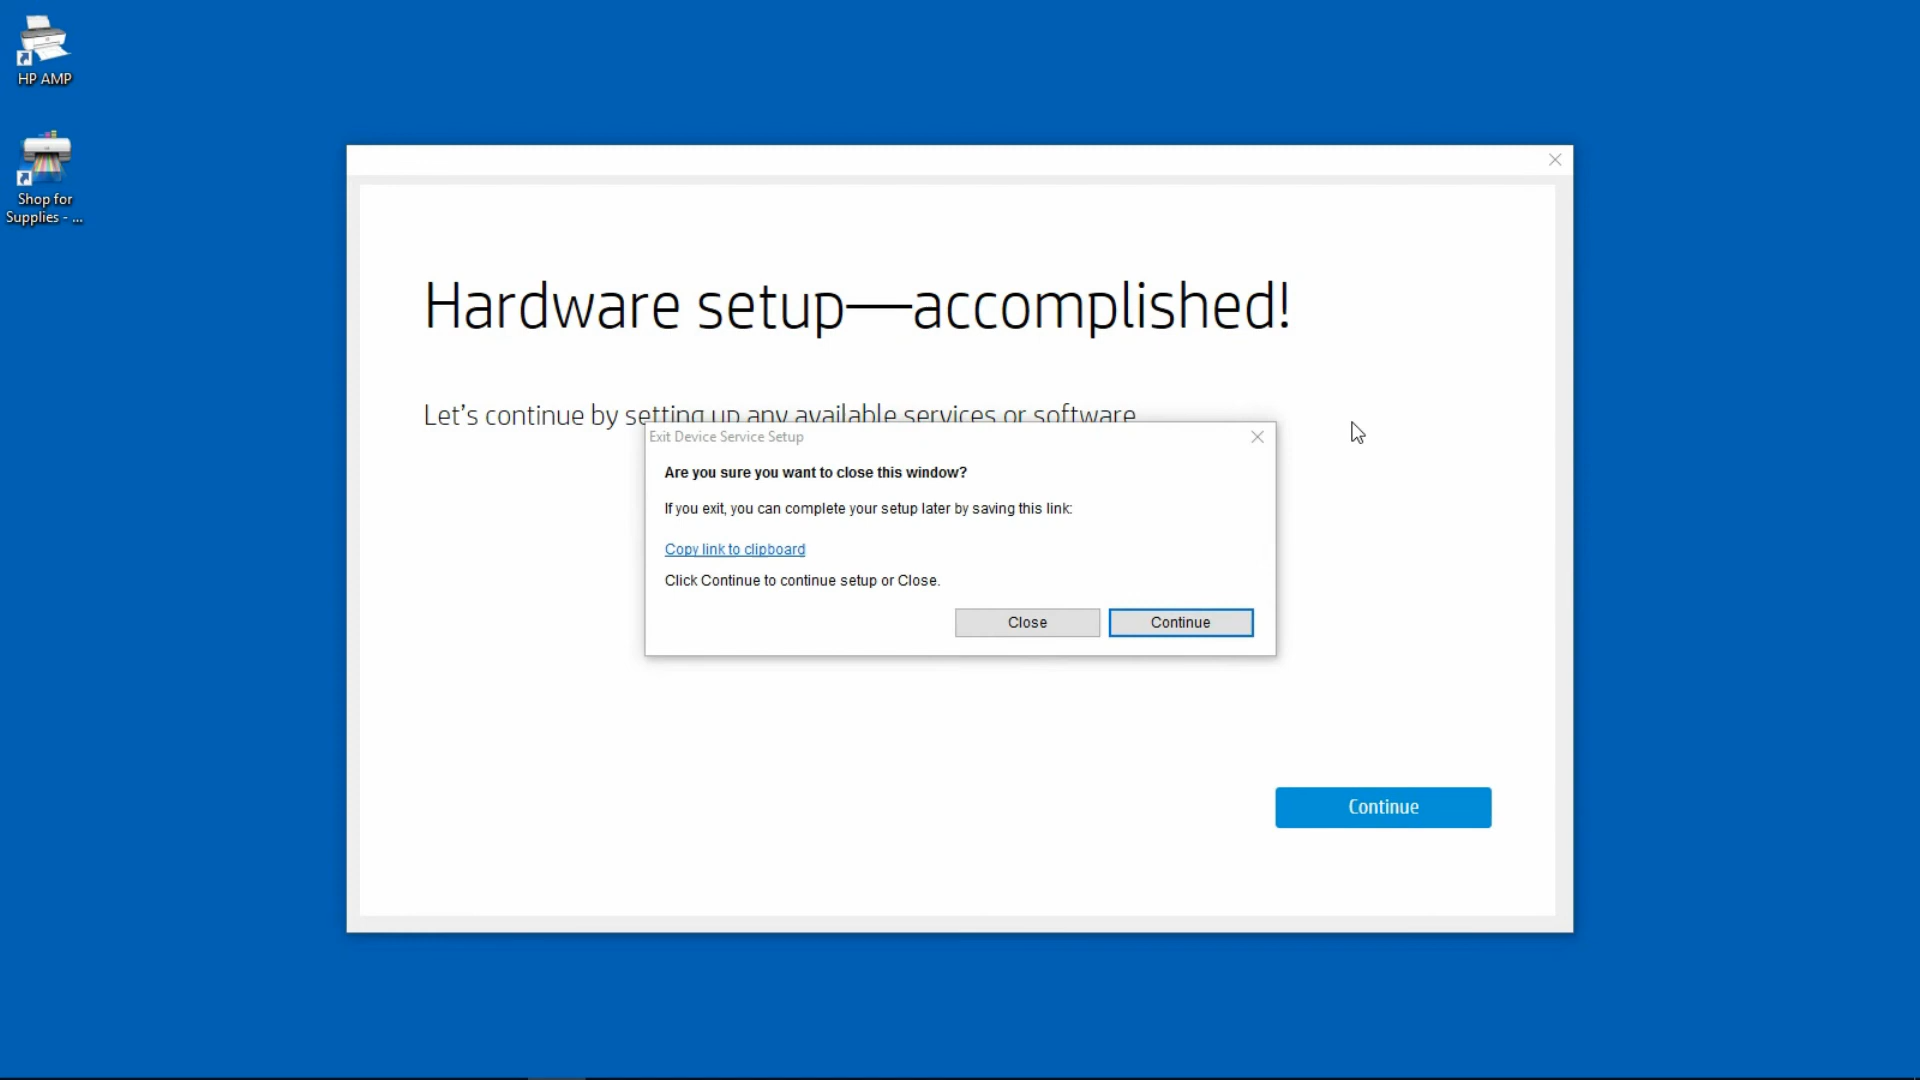 HP AMP
Shop for
Supplies - ...
Hardware setup—accomplished!
Let's continue by setting up any available services or software
Exit Device Service Setup
Are you sure you want to close this window?
If you exit, you can complete your setup later by saving this link:
Copy link to clipboard
Click Continue to continue setup or Close.
Close
Continue
Continue